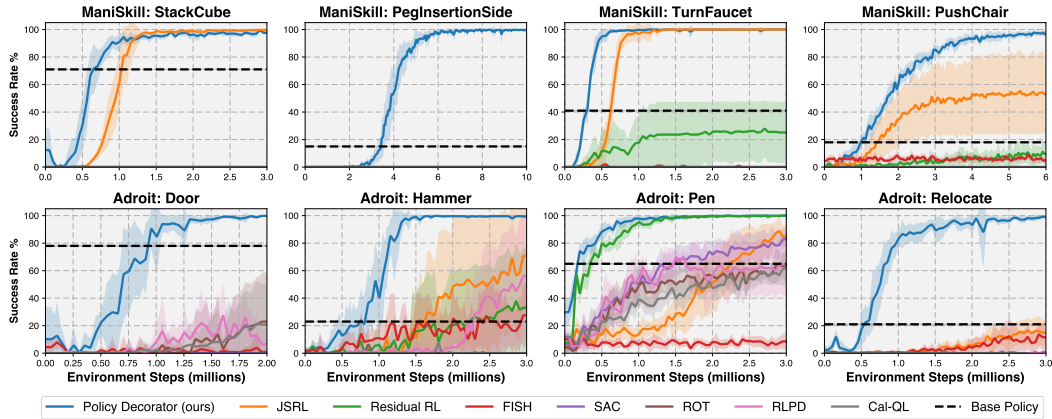 ManiSkill: StackCube
ManiSkill: PegInsertionSide
ManiSkill: TurnFaucet
ManiSkill: PushChair
Success Rate %
100
80
60
40
20
0
0.0 0.5 1.0 1.5 2.0 2.5 3.0
0 2 4 6 8 10
0.0 0.5 1.0 1.5 2.0 2.5 3.0
0 1 2 3 4 5 6
Adroit: Door
Adroit: Hammer
Adroit: Pen
Adroit: Relocate
Success Rate %
100
80
60
40
20
0
0.00 0.25 0.50 0.75 1.00 1.25 1.50 1.75 2.00
0.0 0.5 1.0 1.5 2.0 2.5 3.0
0.0 0.5 1.0 1.5 2.0 2.5 3.0
0.0 0.5 1.0 1.5 2.0 2.5 3.0
Environment Steps (millions)
Environment Steps (millions)
Environment Steps (millions)
Environment Steps (millions)
Policy Decorator (ours) JSRL Residual RL FISH SAC ROT RLPD Cal-QL Base Policy